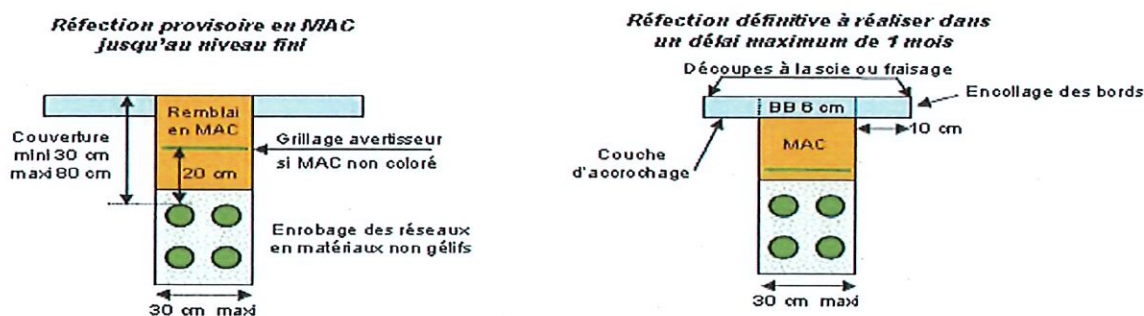 Réfection provisoire en MAC
jusqu'au niveau fini
Remblai
en MAC
Couverture
mini 30 cm
maxi 80 cm
20 cm
Grillage avertisseur
si MAC non coloré
Enrobage des réseaux
en matériaux non gélifs
30 cm maxi
Réfection définitive à réaliser dans
un délai maximum de 1 mois
Découpes à la scie ou fraisage
BB 6 cm
Encollage des bords
10 cm
MAC
Couche
d'accrochage
30 cm maxi